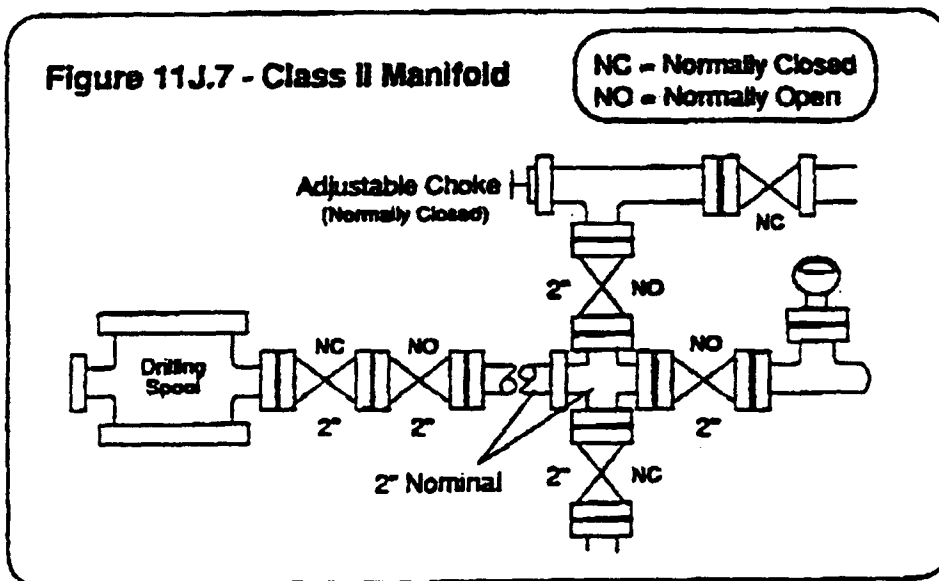 Figure 11J.7 - Class II Manifold
NC = Normally Closed
NO = Normally Open
Adjustable Choke
(Normally Closed)
NC
2"
NO
Drilling
Spool
NC
NO
NO
2"
2"
2"
2" Nominal
2"
NC